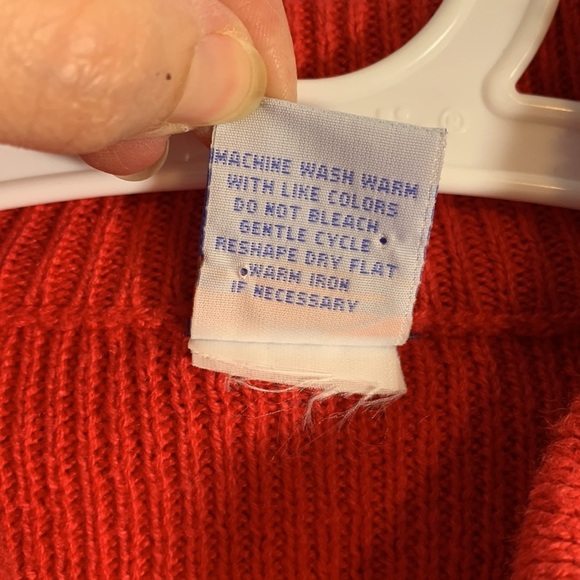 MACHINE WASH WARM
WITH LIKE COLORS
DO NOT BLEACH
GENTLE CYCLE
RESHAPE DRY FLAT
WARM IRON
IF NECESSARY